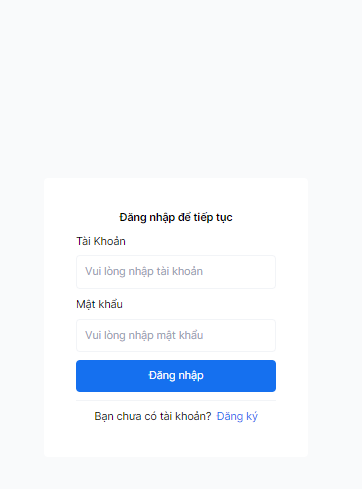 Đăng nhập để tiếp tục
Tài Khoản
Vui lòng nhập tài khoản
Mật khẩu
Vui lòng nhập mật khẩu
Đăng nhập
Bạn chưa có tài khoản? Đăng ký